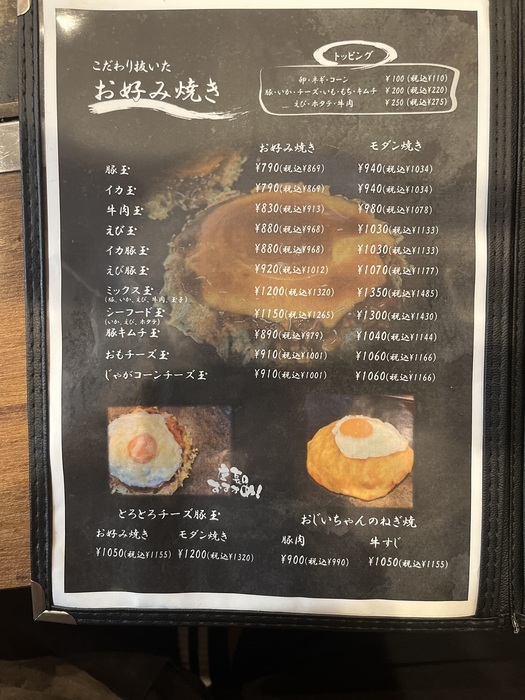 こだわり抜いた
お好み焼き
トッピング
卵・ネギ・コーン ¥100(税込¥110)
豚・いか・チーズ・いも・もち・キムチ ¥200(税込¥220)
えび・ホタテ・牛肉 ¥250(税込¥275)
お好み焼き モダン焼き
豚玉 ¥790(税込¥869) ¥940(税込¥1034)
イカ玉 ¥790(税込¥869) ¥940(税込¥1034)
牛肉玉 ¥830(税込¥913) ¥980(税込¥1078)
えび玉 ¥880(税込¥968) ¥1030(税込¥1133)
イカ豚玉 ¥880(税込¥968) ¥1030(税込¥1133)
えび豚玉 ¥920(税込¥1012) ¥1070(税込¥1177)
ミックス玉 ¥1200(税込¥1320) ¥1350(税込¥1485)
(豚、いか、えび、牛肉、玉子)
シーフード玉 ¥1150(税込¥1265) ¥1300(税込¥1430)
(いか、えび、ホタテ)
豚キムチ玉 ¥890(税込¥979) ¥1040(税込¥1144)
おもチーズ玉 ¥910(税込¥1001) ¥1060(税込¥1166)
じゃがコーンチーズ玉 ¥910(税込¥1001) ¥1060(税込¥1166)
店長の
おすすめ!
とろとろチーズ豚玉
お好み焼き モダン焼き
¥1050(税込¥1155) ¥1200(税込¥1320)
おじいちゃんのねぎ焼
豚肉 牛すじ
¥900(税込¥990) ¥1050(税込¥1155)